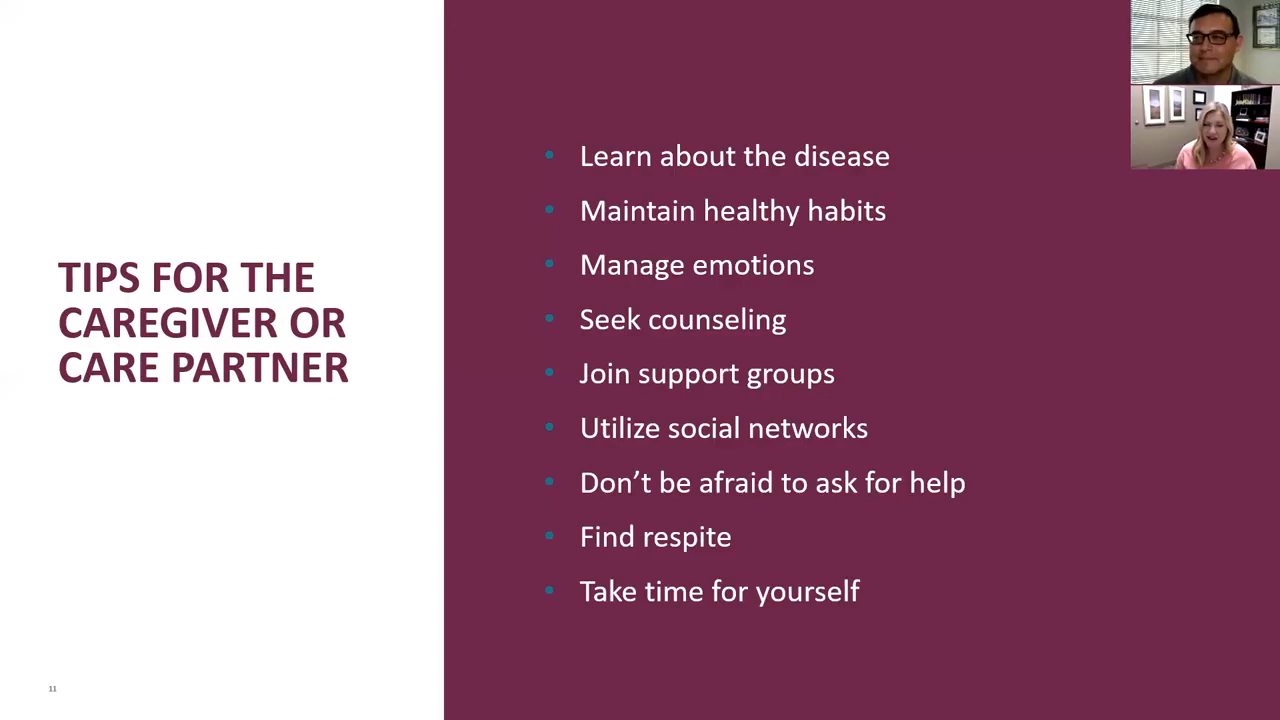 TIPS FOR THE
CAREGIVER OR
CARE PARTNER
Learn about the disease
Maintain healthy habits
Manage emotions
Seek counseling
Join support groups
Utilize social networks
Don’t be afraid to ask for help
Find respite
Take time for yourself
11